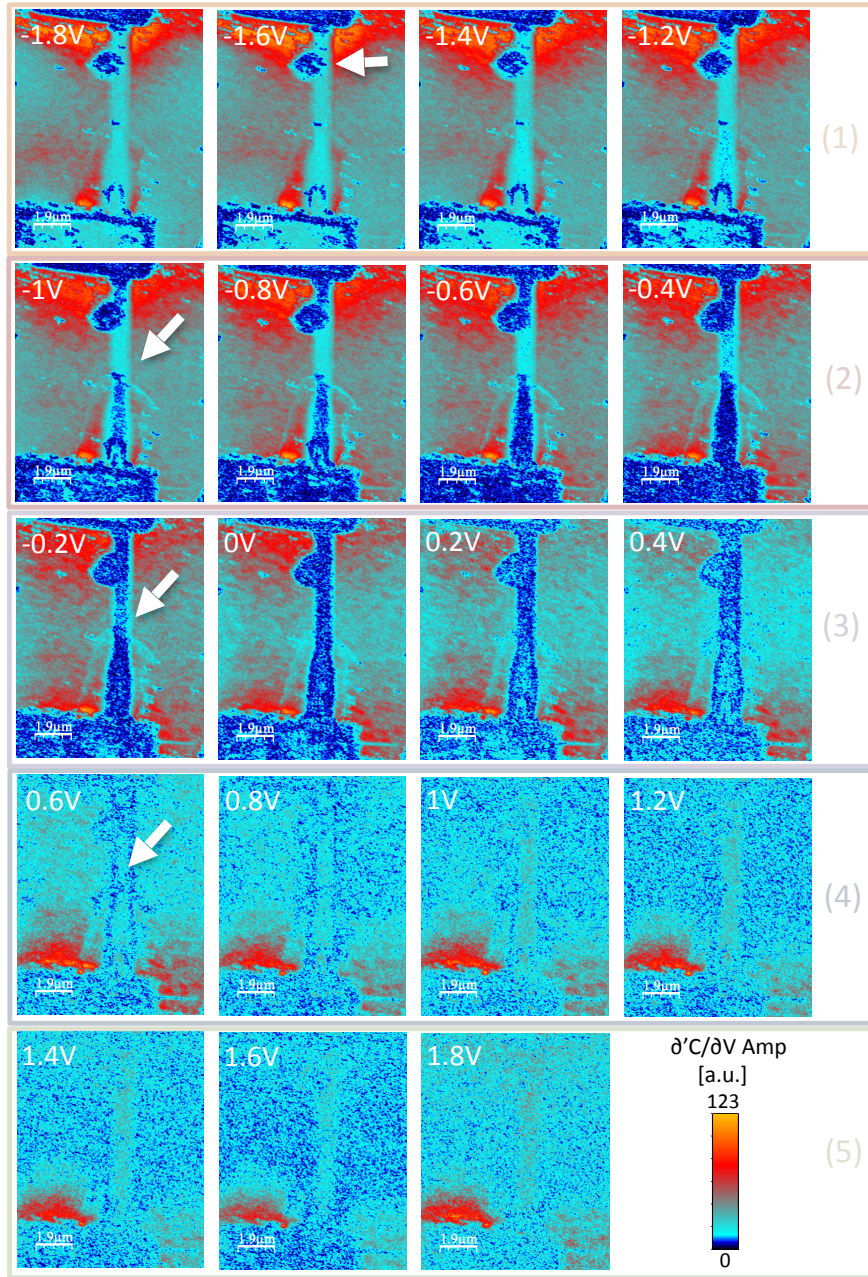 -1.8V -1.6V -1.4V -1.2V
(1)
1.9µm 1.9µm 1.9µm 1.9µm
-1V -0.8V -0.6V -0.4V
(2)
1.9µm 1.9µm 1.9µm 1.9µm
-0.2V 0V 0.2V 0.4V
(3)
1.9µm 1.9µm 1.9µm 1.9µm
0.6V 0.8V 1V 1.2V
(4)
1.9µm 1.9µm 1.9µm 1.9µm
1.4V 1.6V 1.8V
∂’C/∂V Amp
[a.u.]
123
(5)
1.9µm 1.9µm 1.9µm
0